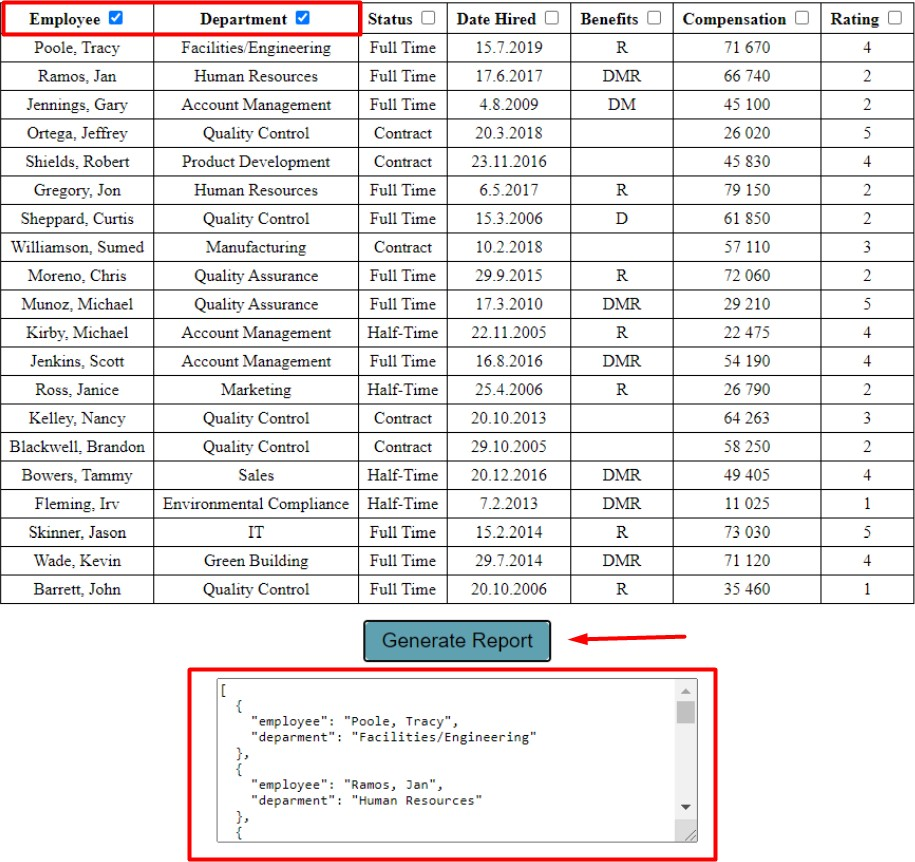 Employee Department Status Date Hired Benefits Compensation Rating
Poole, Tracy Facilities/Engineering Full Time 15.7.2019 R 71 670 4
Ramos, Jan Human Resources Full Time 17.6.2017 DMR 66 740 2
Jennings, Gary Account Management Full Time 4.8.2009 DM 45 100 2
Ortega, Jeffrey Quality Control Contract 20.3.2018 26 020 5
Shields, Robert Product Development Contract 23.11.2016 45 830 4
Gregory, Jon Human Resources Full Time 6.5.2017 R 79 150 2
Sheppard, Curtis Quality Control Full Time 15.3.2006 D 61 850 2
Williamson, Sumed Manufacturing Contract 10.2.2018 57 110 3
Moreno, Chris Quality Assurance Full Time 29.9.2015 R 72 060 2
Munoz, Michael Quality Assurance Full Time 17.3.2010 DMR 29 210 5
Kirby, Michael Account Management Half-Time 22.11.2005 R 22 475 4
Jenkins, Scott Account Management Full Time 16.8.2016 DMR 54 190 4
Ross, Janice Marketing Half-Time 25.4.2006 R 26 790 2
Kelley, Nancy Quality Control Contract 20.10.2013 64 263 3
Blackwell, Brandon Quality Control Contract 29.10.2005 58 250 2
Bowers, Tammy Sales Half-Time 20.12.2016 DMR 49 405 4
Fleming, Irv Environmental Compliance Half-Time 7.2.2013 DMR 11 025 1
Skinner, Jason IT Full Time 15.2.2014 R 73 030 5
Wade, Kevin Green Building Full Time 29.7.2014 DMR 71 120 4
Barrett, John Quality Control Full Time 20.10.2006 R 35 460 1
Generate Report
[
{
"employee": "Poole, Tracy",
"deparment": "Facilities/Engineering"
},
{
"employee": "Ramos, Jan",
"deparment": "Human Resources"
},
{